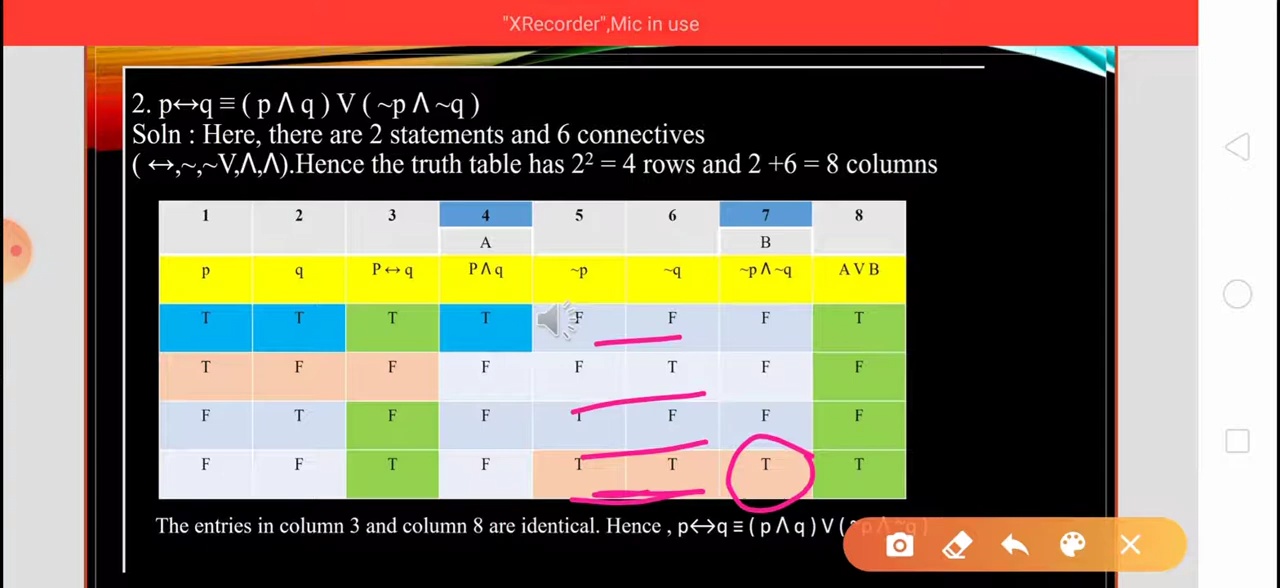 "XRecorder",Mic in use
2. p↔q ≡ ( p Λ q ) V ( ~p Λ ~q )
Soln : Here, there are 2 statements and 6 connectives
( ↔,~,~V,Λ,Λ).Hence the truth table has 2² = 4 rows and 2 +6 = 8 columns
1 2 3 4 5 6 7 8
A B
p q P ↔ q P Λ q ~p ~q ~p Λ ~q A V B
T T T T F F F T
T F F F F T F F
F T F F T F F F
F F T F T T T T
The entries in column 3 and column 8 are identical. Hence , p↔q ≡ ( p Λ q ) V ( ~p Λ ~q )